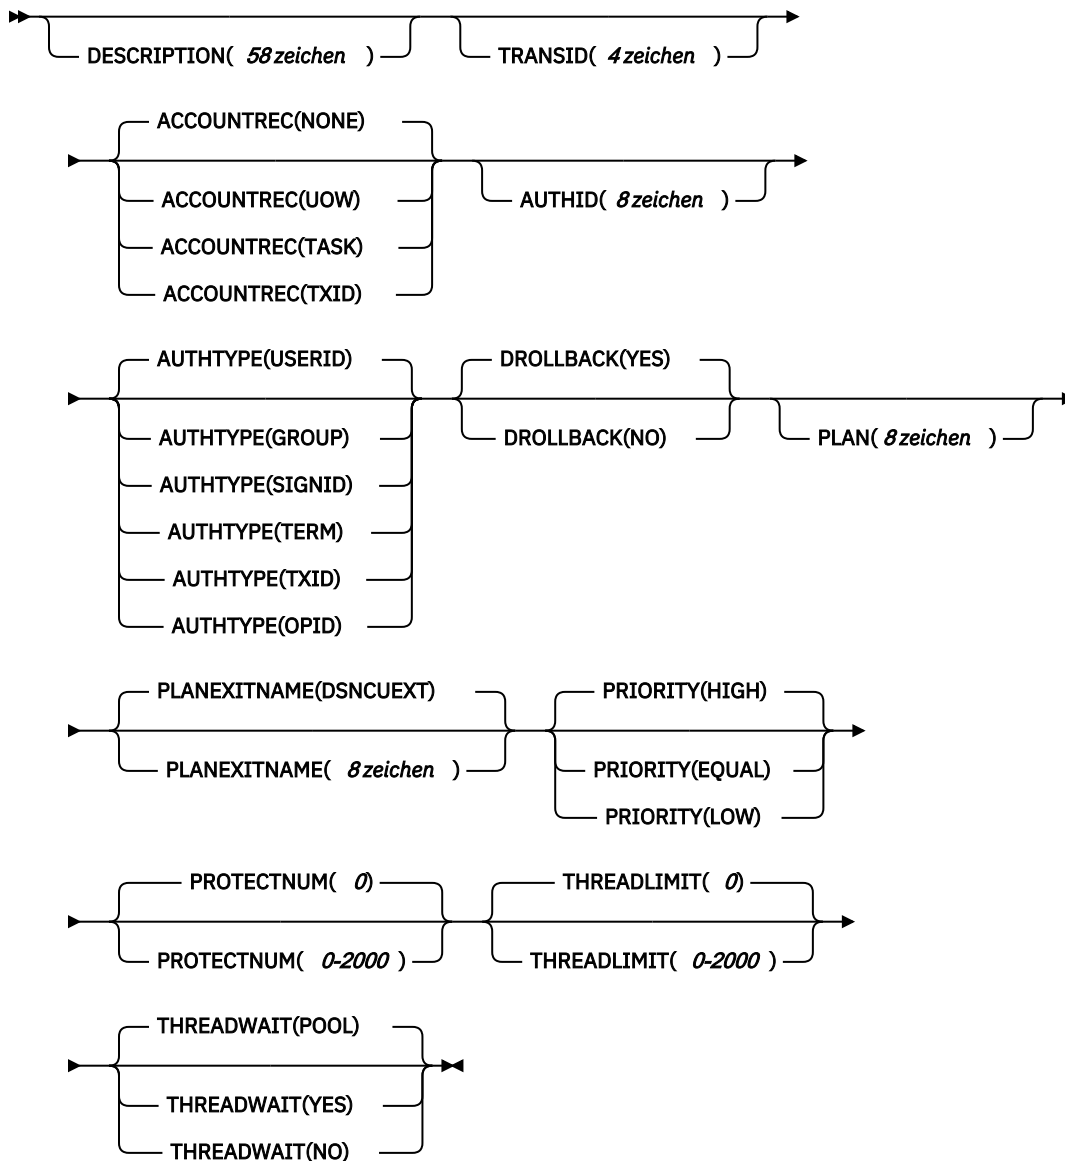 DESCRIPTION( 58 zeichen ) TRANSID( 4 zeichen )
ACCOUNTREC(NONE)
ACCOUNTREC(UOW) AUTHID( 8 zeichen )
ACCOUNTREC(TASK)
ACCOUNTREC(TXID)
AUTHTYPE(USERID) DROLLBACK(YES)
AUTHTYPE(GROUP) DROLLBACK(NO) PLAN( 8 zeichen )
AUTHTYPE(SIGNID)
AUTHTYPE(TERM)
AUTHTYPE(TXID)
AUTHTYPE(OPID)
PLANEXITNAME(DSNCUEXT) PRIORITY(HIGH)
PLANEXITNAME( 8 zeichen ) PRIORITY(EQUAL)
PRIORITY(LOW)
PROTECTNUM( 0) THREADLIMIT( 0)
PROTECTNUM( 0-2000 ) THREADLIMIT( 0-2000 )
THREADWAIT(POOL)
THREADWAIT(YES)
THREADWAIT(NO)